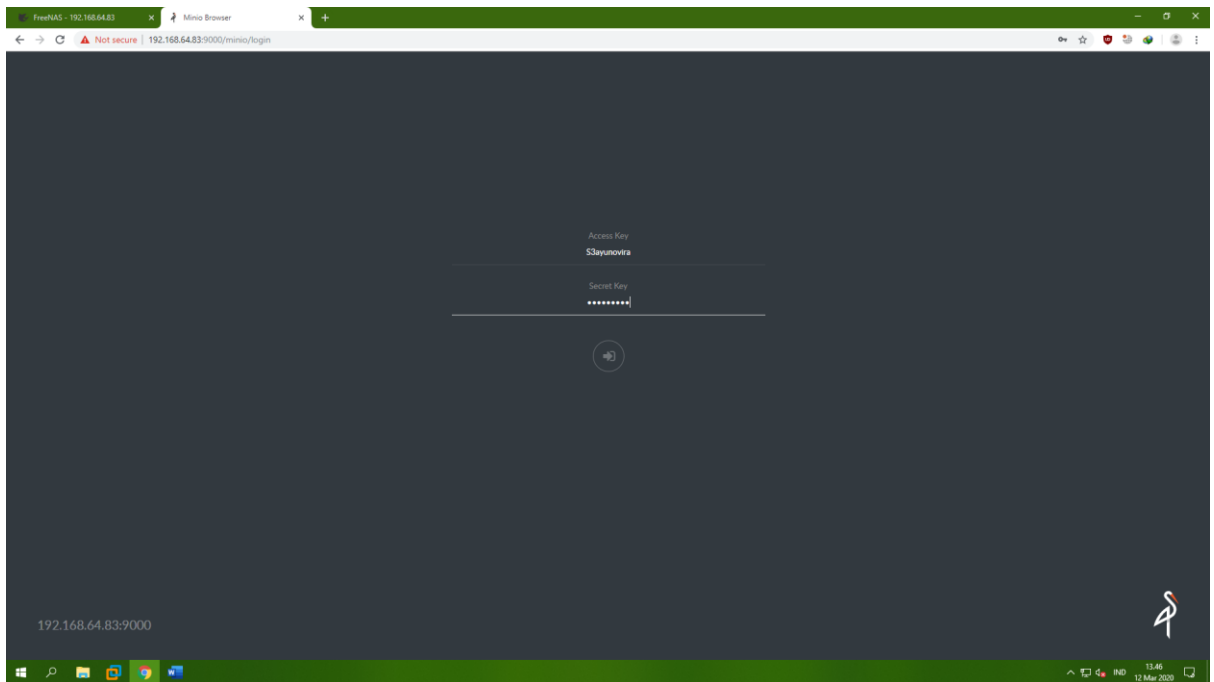 FreeNAS - 192.168.64.83
Minio Browser
Not secure | 192.168.64.83:9000/minio/login
Access Key
S3ayunovira
Secret Key
•••••••••
192.168.64.83:9000
IND
13.46
12 Mar 2020